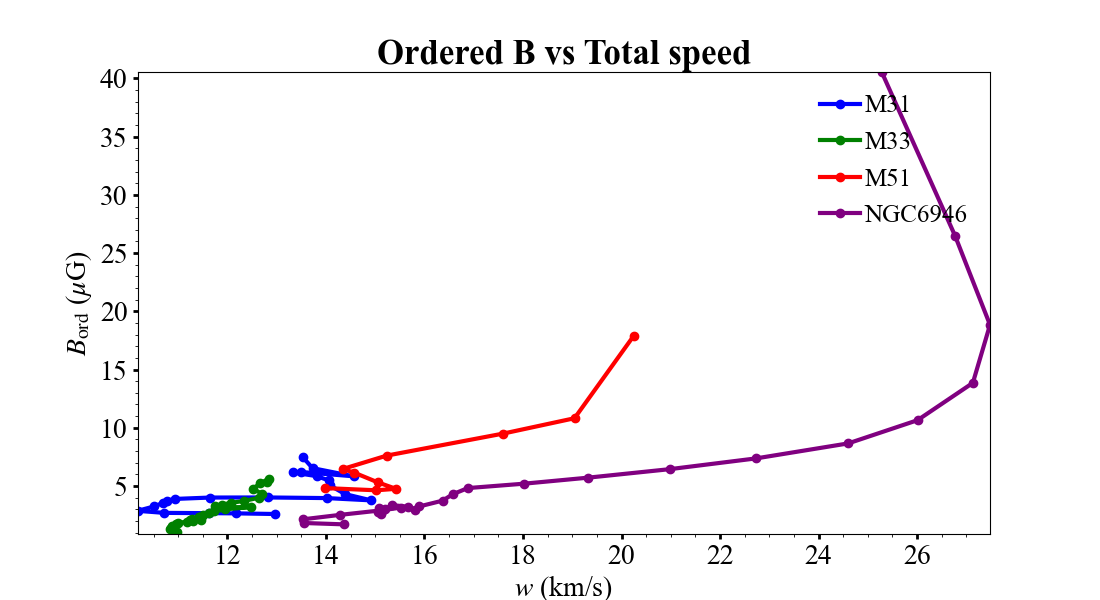 Ordered B vs Total speed
40
35
30
25
20
15
10
5
B_ord (μG)
M31
M33
M51
NGC6946
12 14 16 18 20 22 24 26
w (km/s)